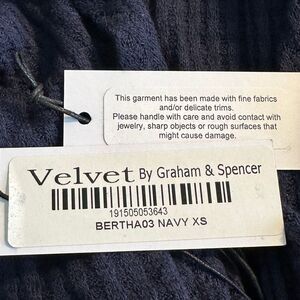 This garment has been made with fine fabrics
and/or delicate trims.
Please handle with care and avoid contact with
jewelry, sharp objects or rough surfaces that
might cause damage.
Velvet By Graham & Spencer
191505053643
BERTHA03 NAVY XS